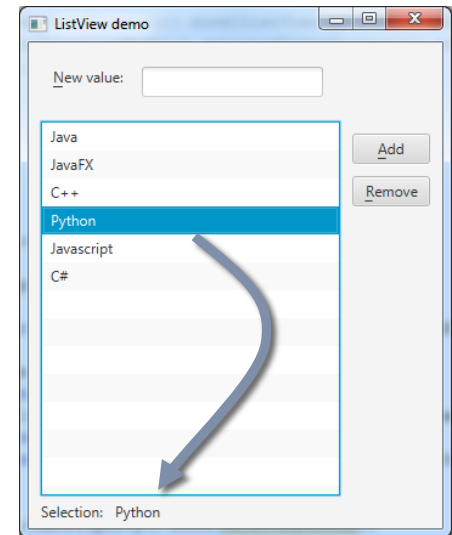 ListView demo
New value:
Java
JavaFX
C++
Python
Javascript
C#
Add
Remove
Selection: Python